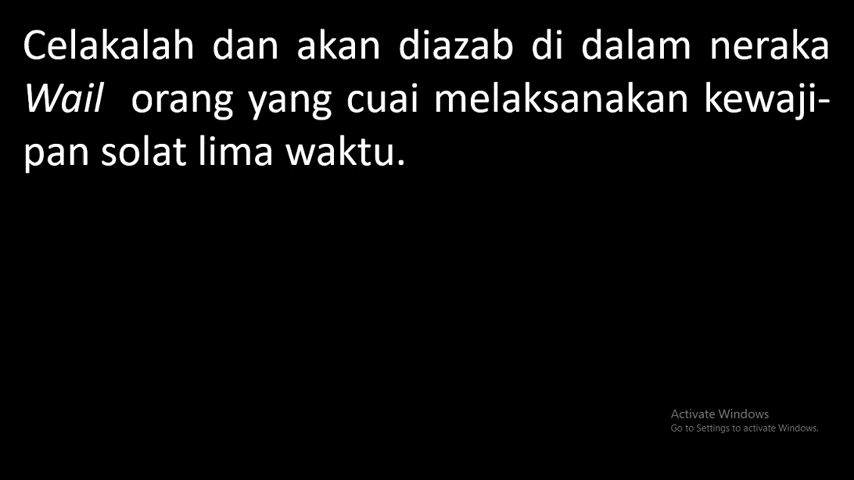 Celakalah dan akan diazab di dalam neraka
Wail orang yang cuai melaksanakan kewaji-
pan solat lima waktu.
Activate Windows
Go to Settings to activate Windows.